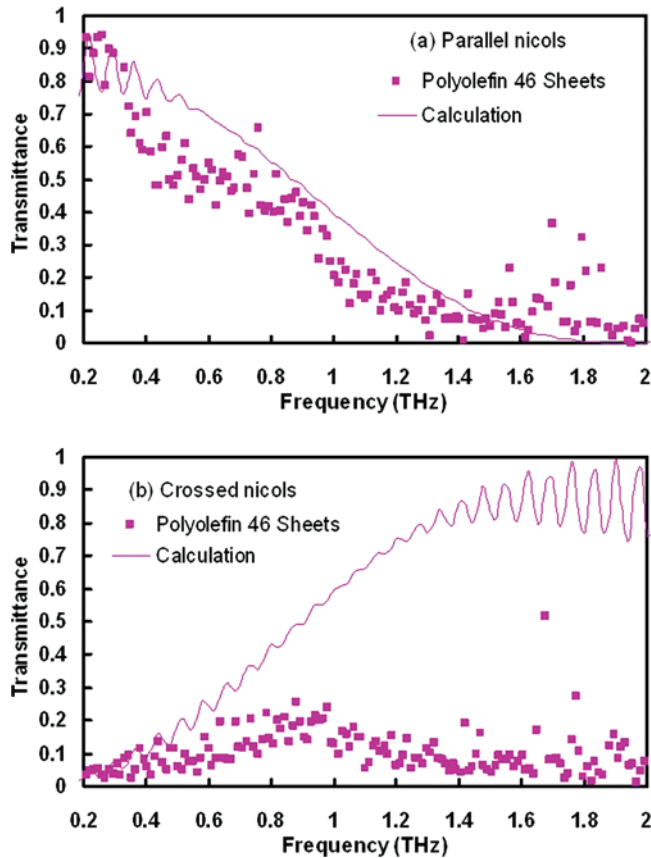 (a) Parallel nicols
Polyolefin 46 Sheets
Calculation
Transmittance
1
0.9
0.8
0.7
0.6
0.5
0.4
0.3
0.2
0.1
0
0.2 0.4 0.6 0.8 1 1.2 1.4 1.6 1.8 2
Frequency (THz)
(b) Crossed nicols
Polyolefin 46 Sheets
Calculation
Transmittance
1
0.9
0.8
0.7
0.6
0.5
0.4
0.3
0.2
0.1
0
0.2 0.4 0.6 0.8 1 1.2 1.4 1.6 1.8 2
Frequency (THz)